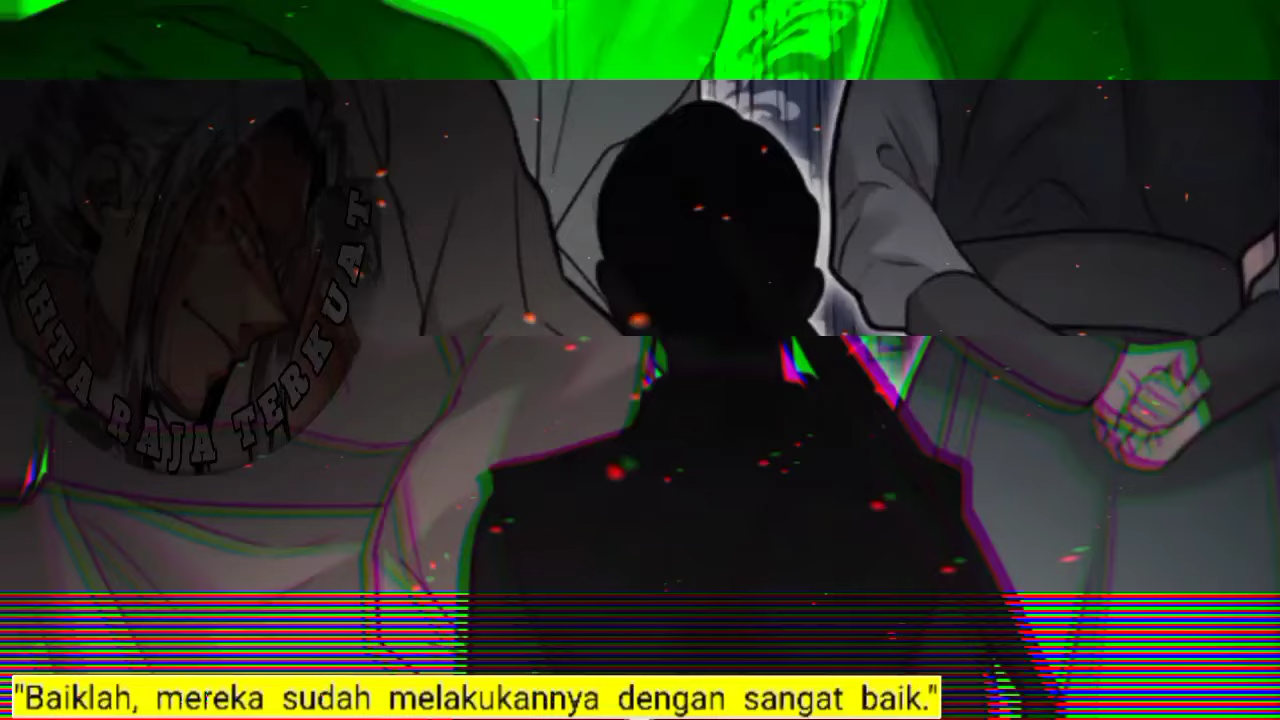 TAHTA RAJA TERKUAT
"Baiklah, mereka sudah melakukannya dengan sangat baik."